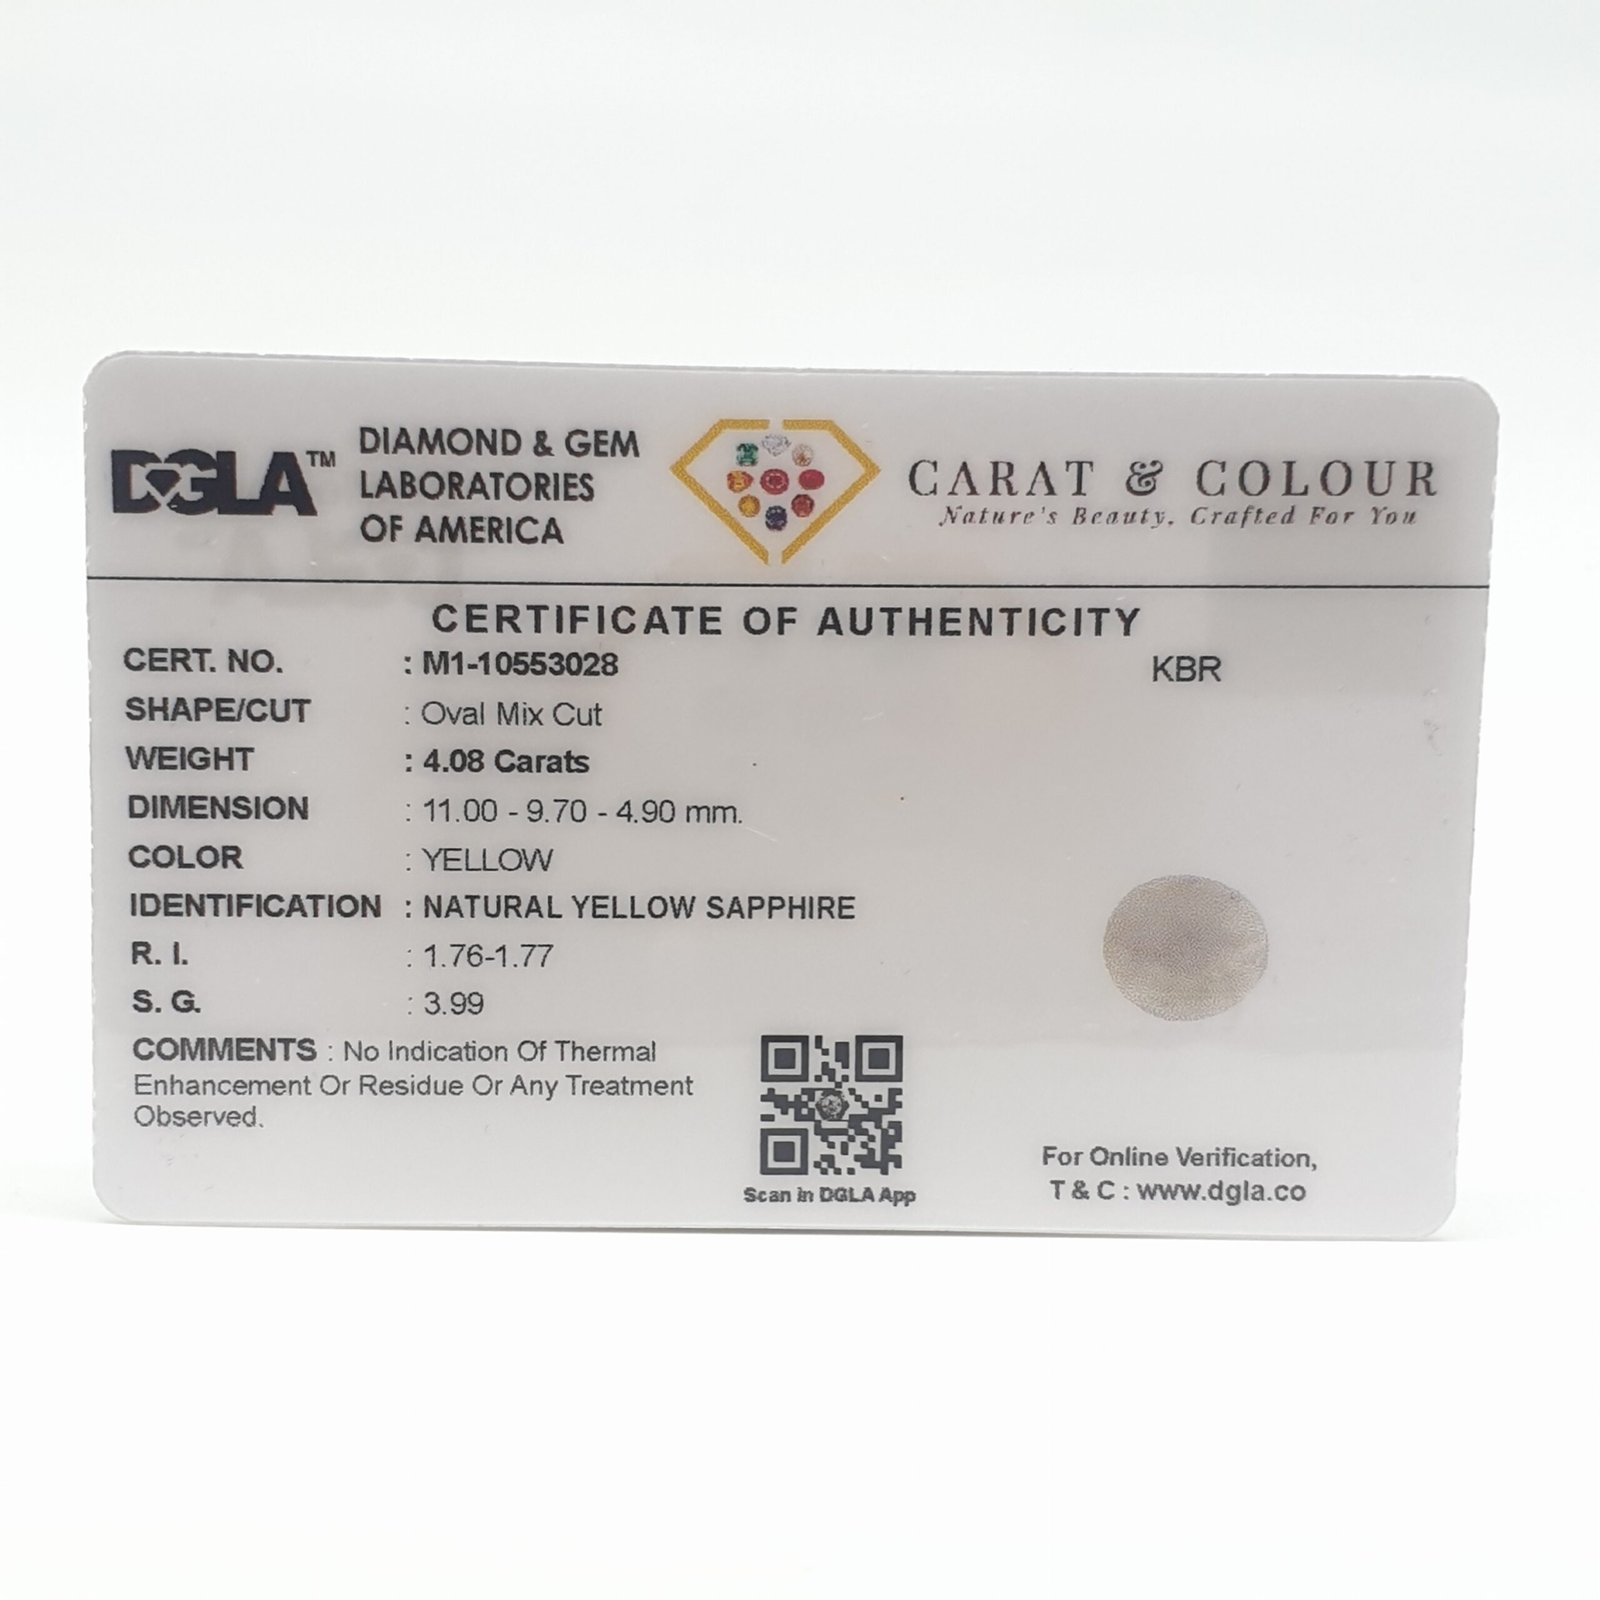 DGLA™
DIAMOND & GEM
LABORATORIES
OF AMERICA
CARAT & COLOUR
Nature's Beauty, Crafted For You
CERTIFICATE OF AUTHENTICITY
CERT. NO. : M1-10553028
KBR
SHAPE/CUT : Oval Mix Cut
WEIGHT : 4.08 Carats
DIMENSION : 11.00 - 9.70 - 4.90 mm.
COLOR : YELLOW
IDENTIFICATION : NATURAL YELLOW SAPPHIRE
R. I. : 1.76-1.77
S. G. : 3.99
COMMENTS : No Indication Of Thermal
Enhancement Or Residue Or Any Treatment
Observed.
Scan in DGLA App
For Online Verification,
T & C : www.dgla.co